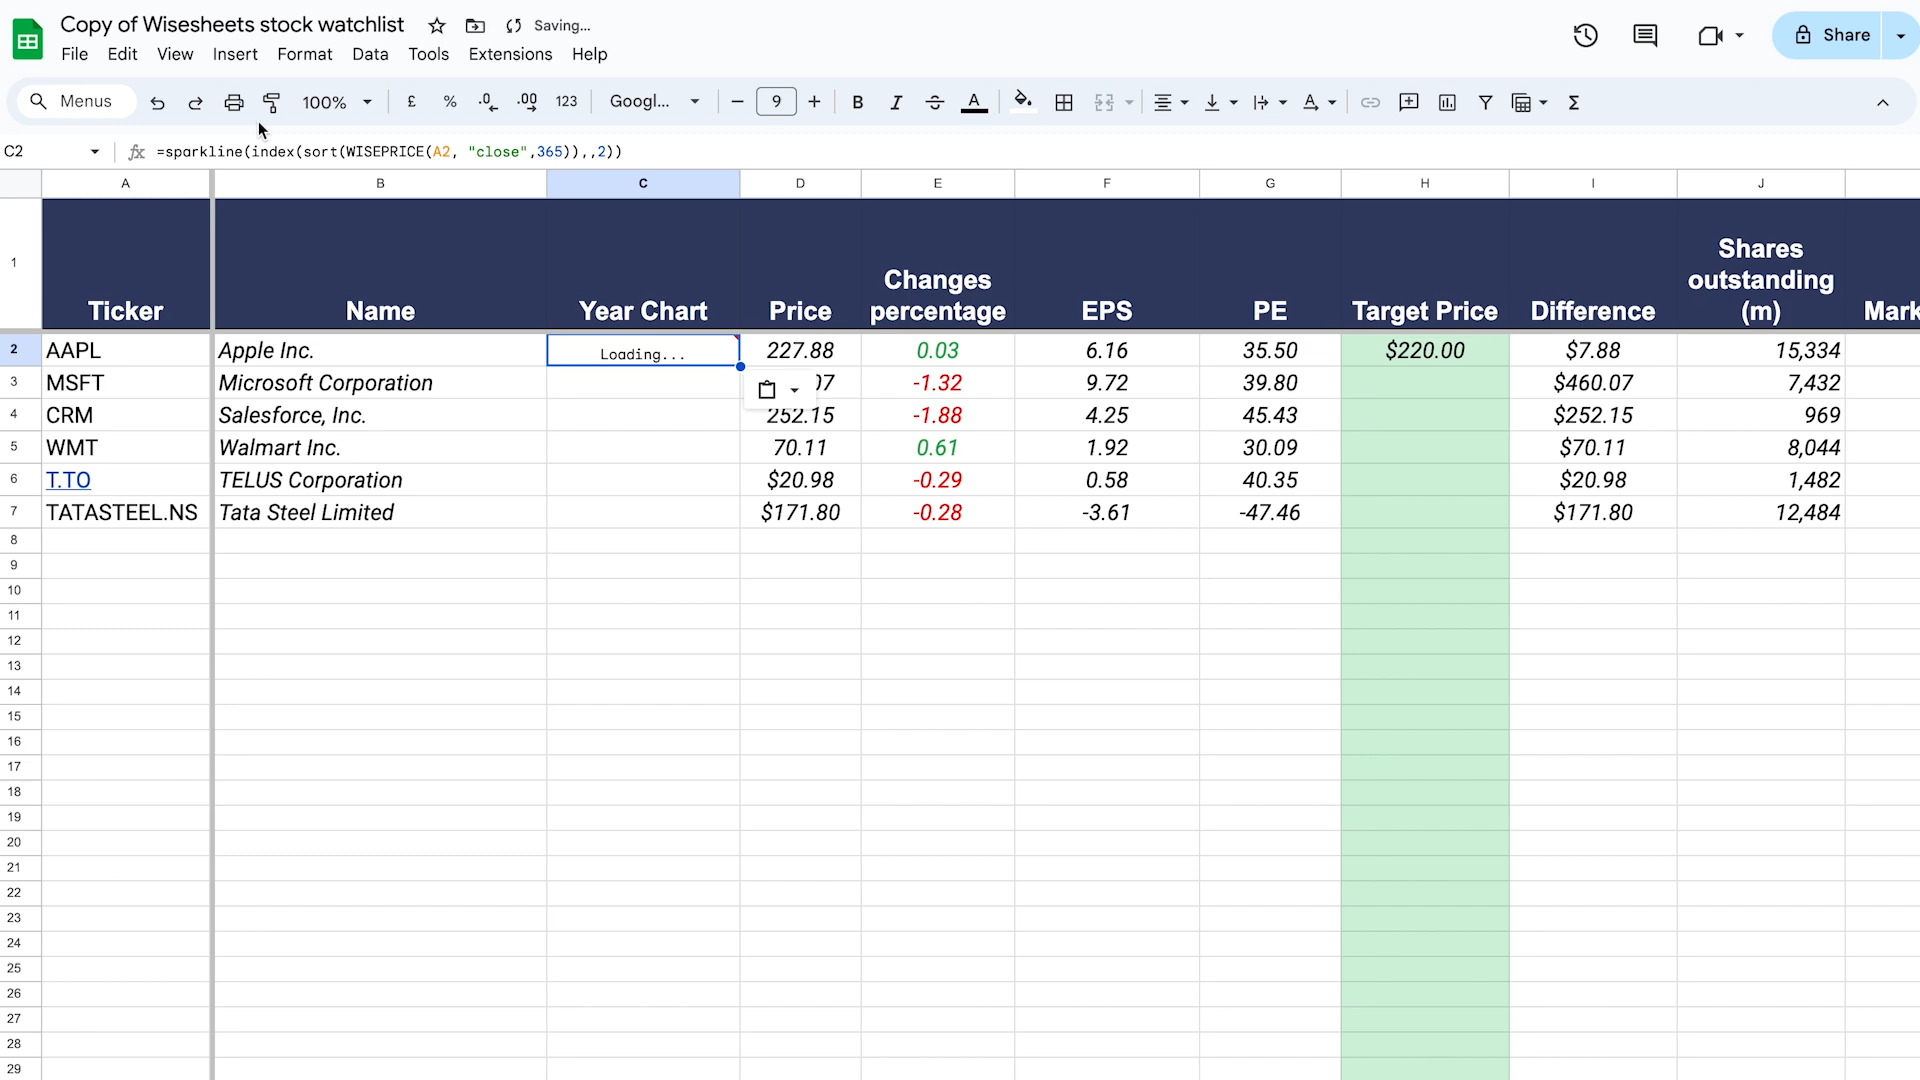 Copy of Wisesheets stock watchlist Saving...
File Edit View Insert Format Data Tools Extensions Help
Share
Menus 100% £ % .0 .00 123 Googl... 9 B I A
C2 fx =sparkline(index(sort(WISEPRICE(A2, "close",365)),,2))
A B C D E F G H I J
1 Ticker Name Year Chart Price Changes percentage EPS PE Target Price Difference Shares outstanding (m) Mark
2 AAPL Apple Inc. Loading... 227.88 0.03 6.16 35.50 $220.00 $7.88 15,334
3 MSFT Microsoft Corporation 07 -1.32 9.72 39.80 $460.07 7,432
4 CRM Salesforce, Inc. 252.15 -1.88 4.25 45.43 $252.15 969
5 WMT Walmart Inc. 70.11 0.61 1.92 30.09 $70.11 8,044
6 T.TO TELUS Corporation $20.98 -0.29 0.58 40.35 $20.98 1,482
7 TATASTEEL.NS Tata Steel Limited $171.80 -0.28 -3.61 -47.46 $171.80 12,484
8
9
10
11
12
13
14
15
16
17
18
19
20
21
22
23
24
25
26
27
28
29